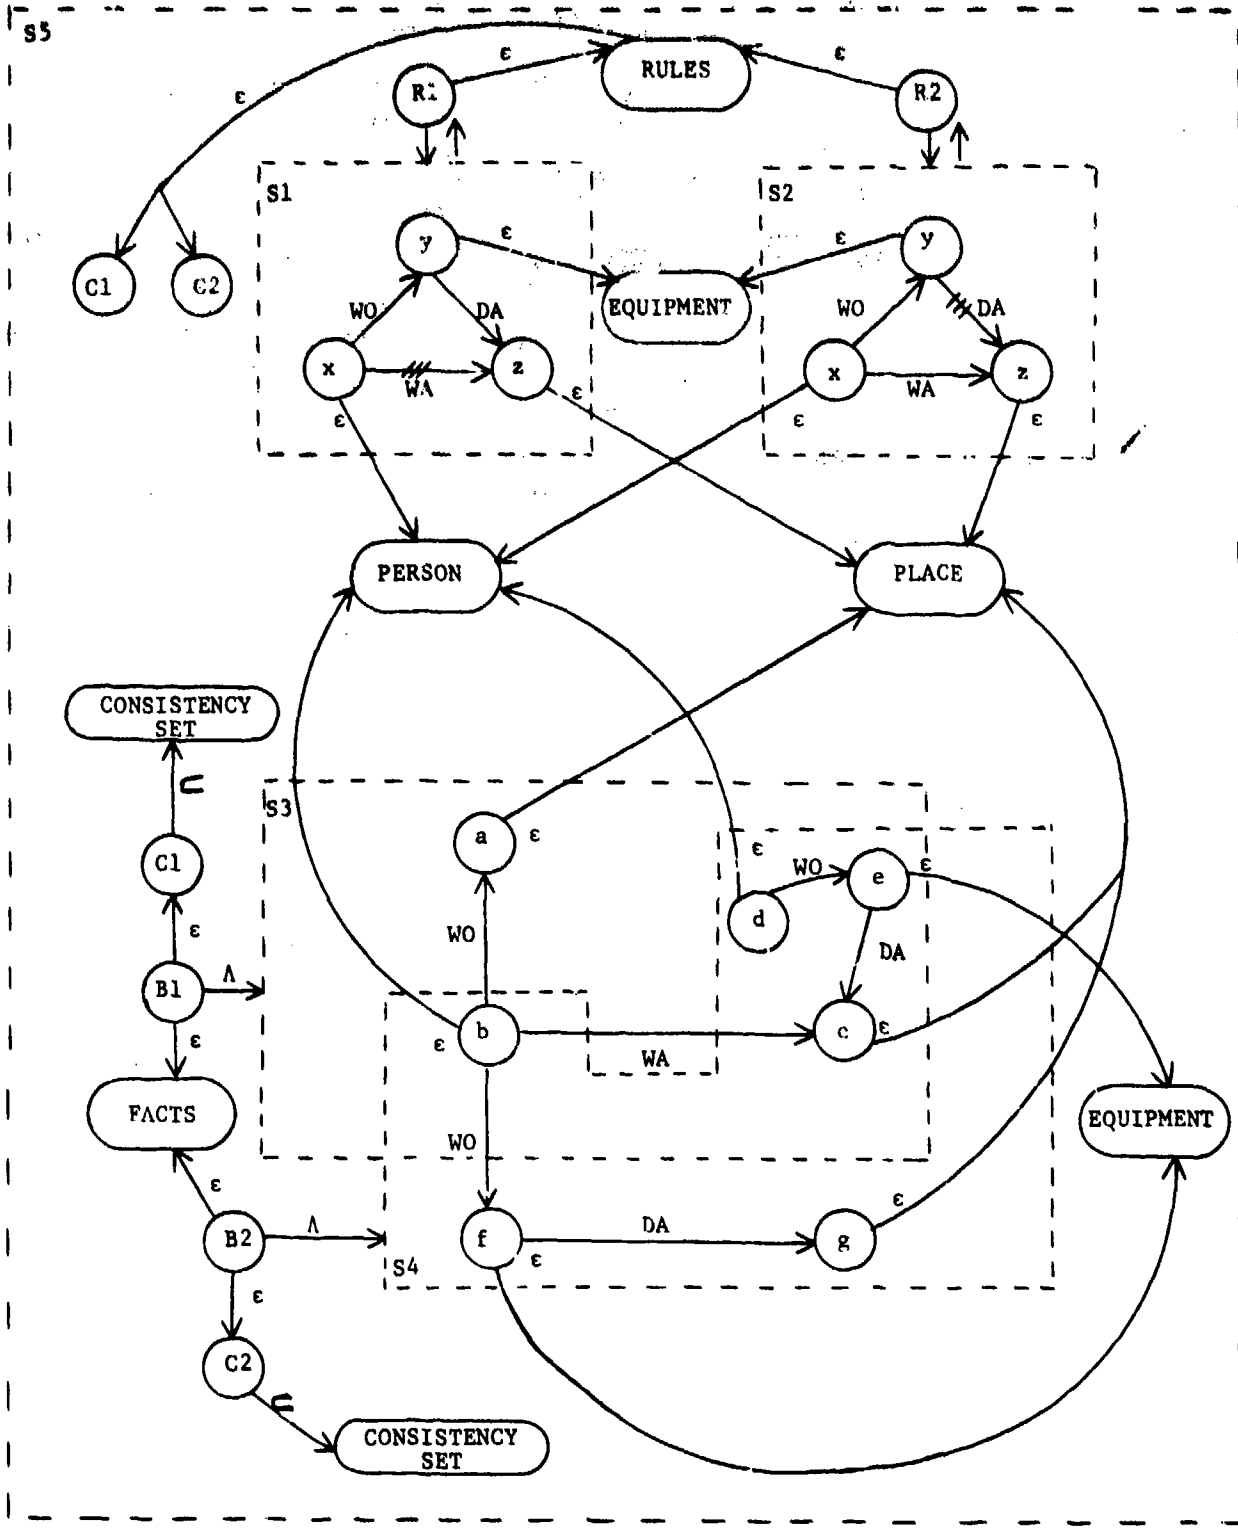 S5
ε
RULES
ε
R1
R2
ε
S1
S2
y
ε
ε
y
C1
C2
EQUIPMENT
WO
DA
WO
DA
x
WA
z
x
WA
z
ε
ε
ε
ε
PERSON
PLACE
CONSISTENCY
SET
⊂
S3
a
ε
C1
ε
WO
e
ε
d
ε
WO
DA
B1
Λ
b
c
ε
ε
ε
WA
FACTS
EQUIPMENT
WO
ε
ε
B2
Λ
f
DA
g
ε
S4
ε
C2
⊂
CONSISTENCY
SET